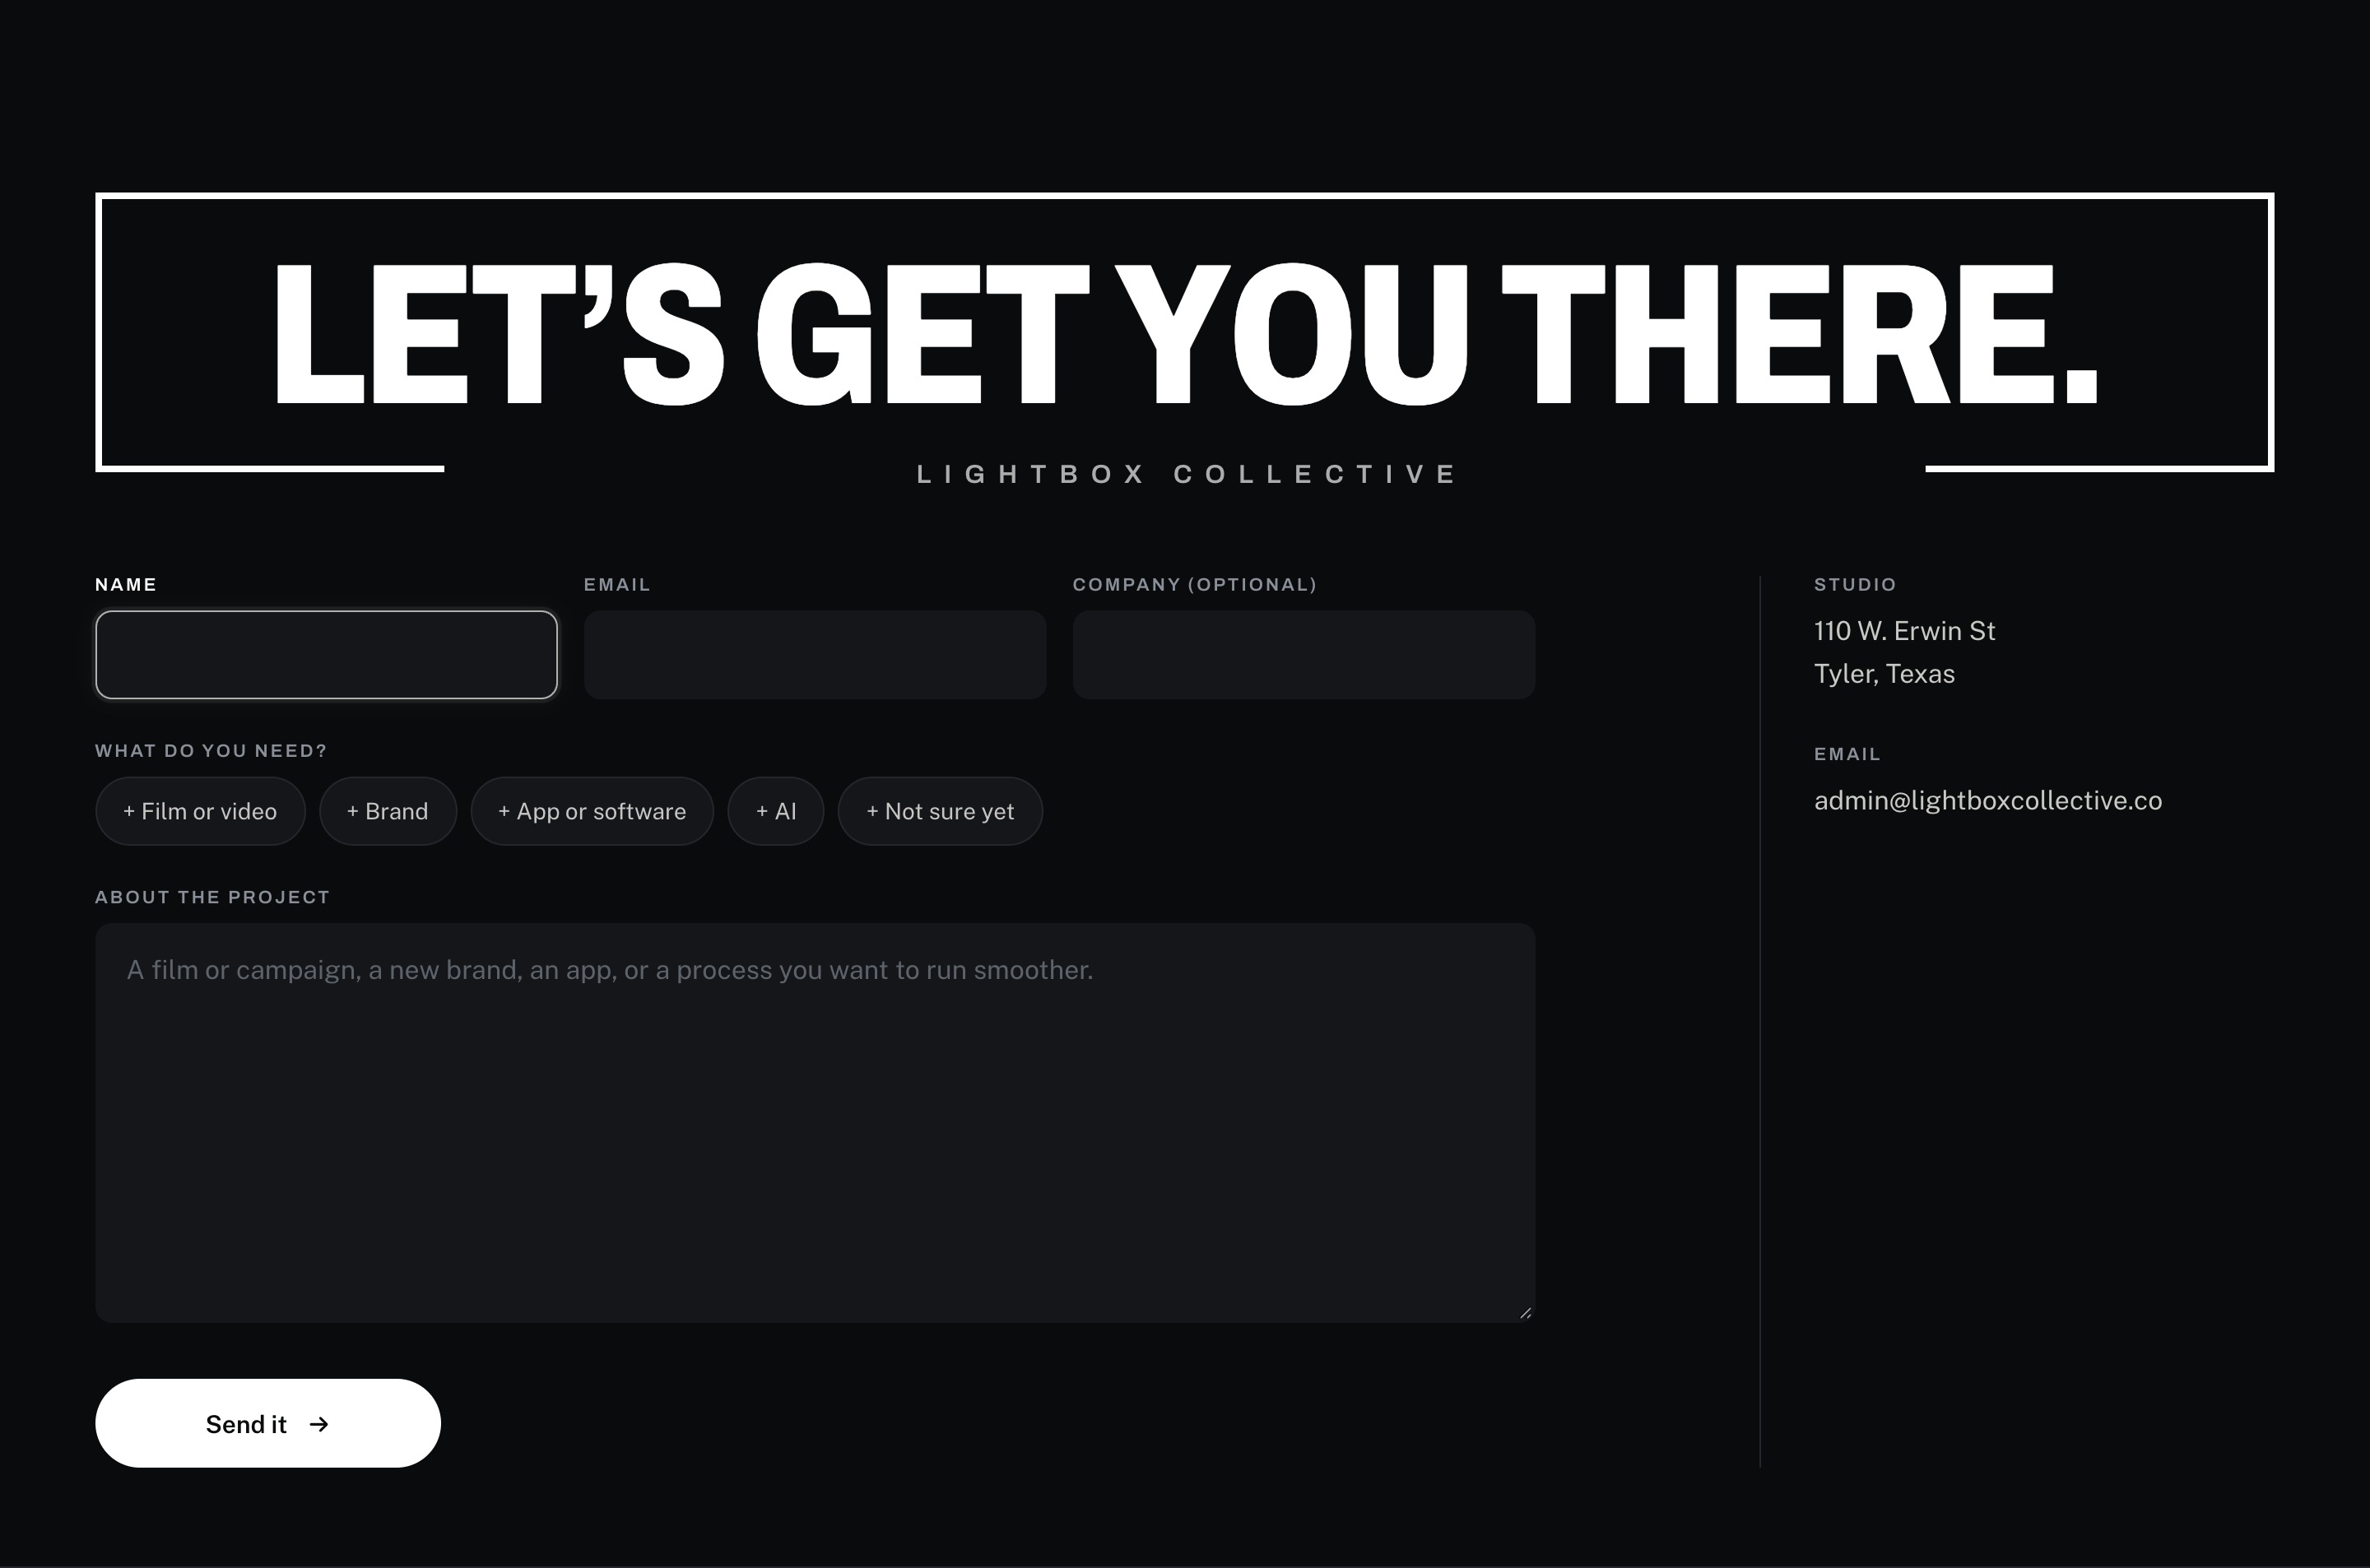 LET’S GET YOU THERE.
LIGHTBOX COLLECTIVE
NAME
EMAIL
COMPANY (OPTIONAL)
WHAT DO YOU NEED?
+ Film or video
+ Brand
+ App or software
+ AI
+ Not sure yet
ABOUT THE PROJECT
A film or campaign, a new brand, an app, or a process you want to run smoother.
Send it →
STUDIO
110 W. Erwin St
Tyler, Texas
EMAIL
admin@lightboxcollective.co